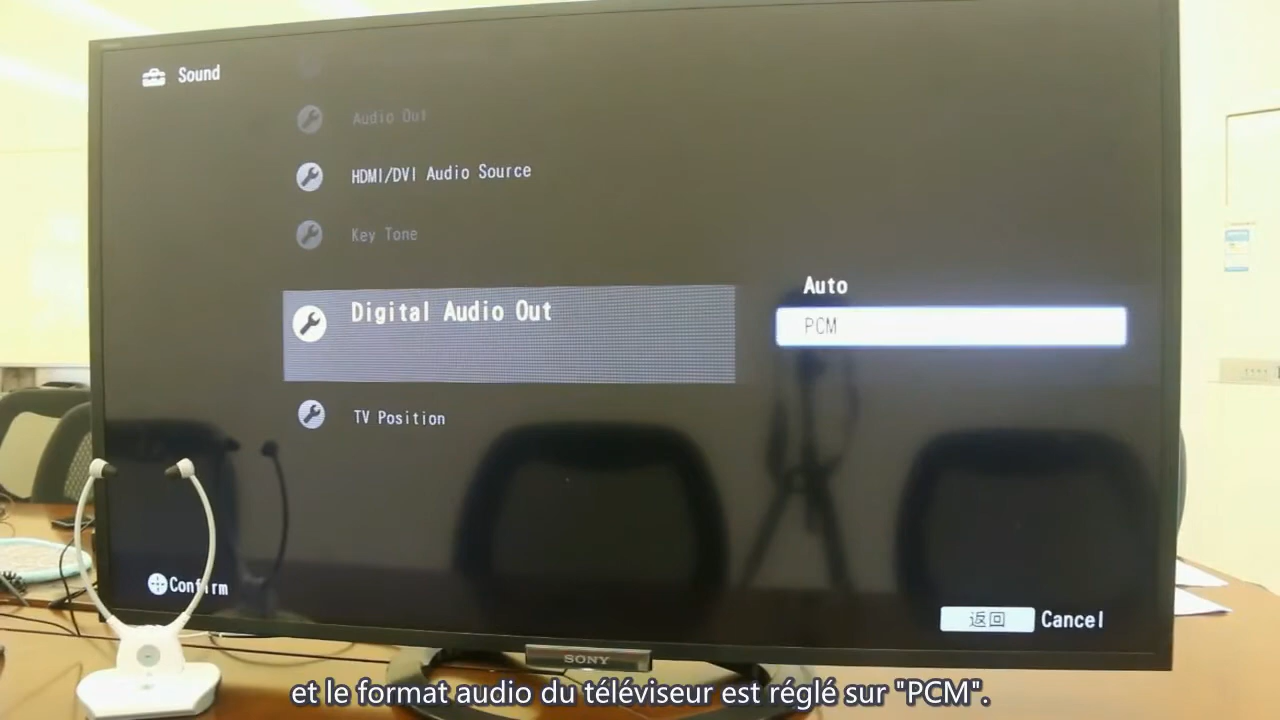 Sound
Audio Out
HDMI/DVI Audio Source
Key Tone
Digital Audio Out
Auto
PCM
TV Position
Confirm
返回 Cancel
SONY
et le format audio du téléviseur est réglé sur "PCM".